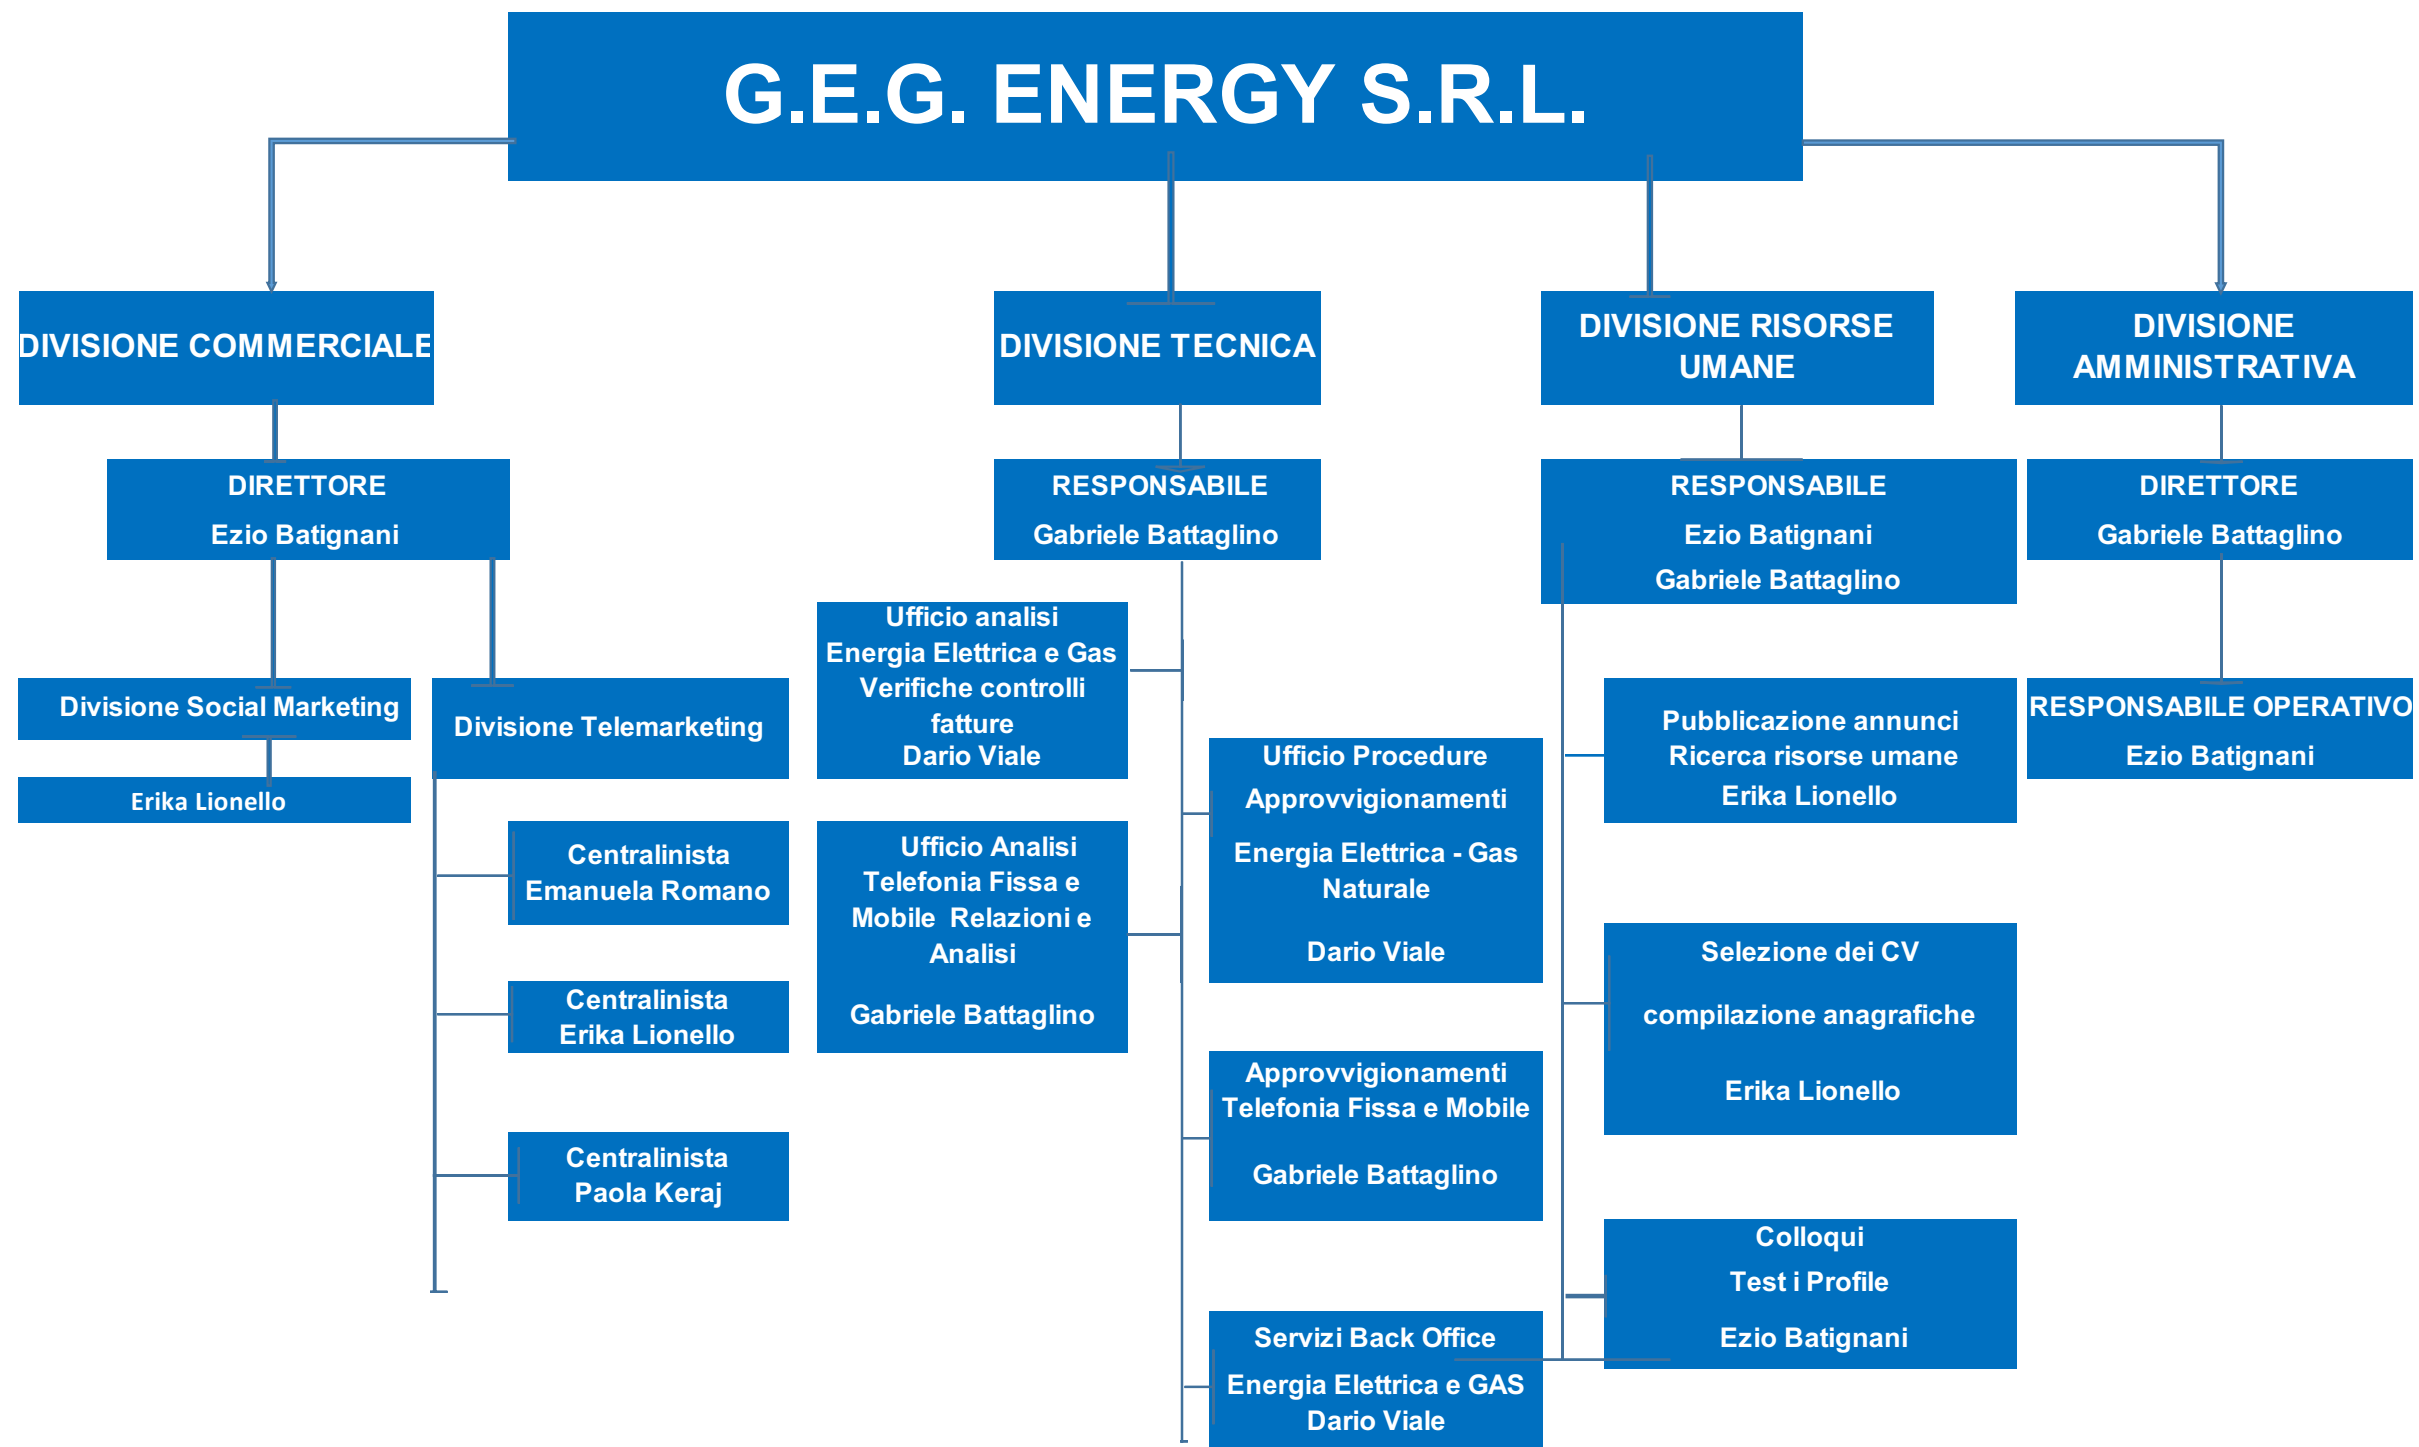 G.E.G. ENERGY S.R.L.
DIVISIONE COMMERCIALE
DIRETTORE
Ezio Batignani
Divisione Social Marketing
Erika Lionello
Divisione Telemarketing
Centralinista
Emanuela Romano
Centralinista
Erika Lionello
Centralinista
Paola Keraj
DIVISIONE TECNICA
RESPONSABILE
Gabriele Battaglino
Ufficio analisi
Energia Elettrica e Gas
Verifiche controlli
fatture
Dario Viale
Ufficio Analisi
Telefonia Fissa e
Mobile Relazioni e
Analisi
Gabriele Battaglino
Ufficio Procedure
Approvvigionamenti
Energia Elettrica - Gas
Naturale
Dario Viale
Approvvigionamenti
Telefonia Fissa e Mobile
Gabriele Battaglino
Servizi Back Office
Energia Elettrica e GAS
Dario Viale
DIVISIONE RISORSE
UMANE
RESPONSABILE
Ezio Batignani
Gabriele Battaglino
Pubblicazione annunci
Ricerca risorse umane
Erika Lionello
Selezione dei CV
compilazione anagrafiche
Erika Lionello
Colloqui
Test i Profile
Ezio Batignani
DIVISIONE
AMMINISTRATIVA
DIRETTORE
Gabriele Battaglino
RESPONSABILE OPERATIVO
Ezio Batignani